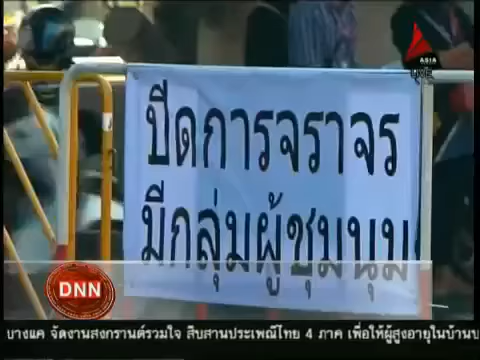 ASIA
ปิดการจราจร
มีกลุ่มผู้ชุมนุม
DNN
บางแค จัดงานสงกรานต์รวมใจ สืบสานประเพณีไทย 4 ภาค เพื่อให้ผู้สูงอายุในบ้านบ